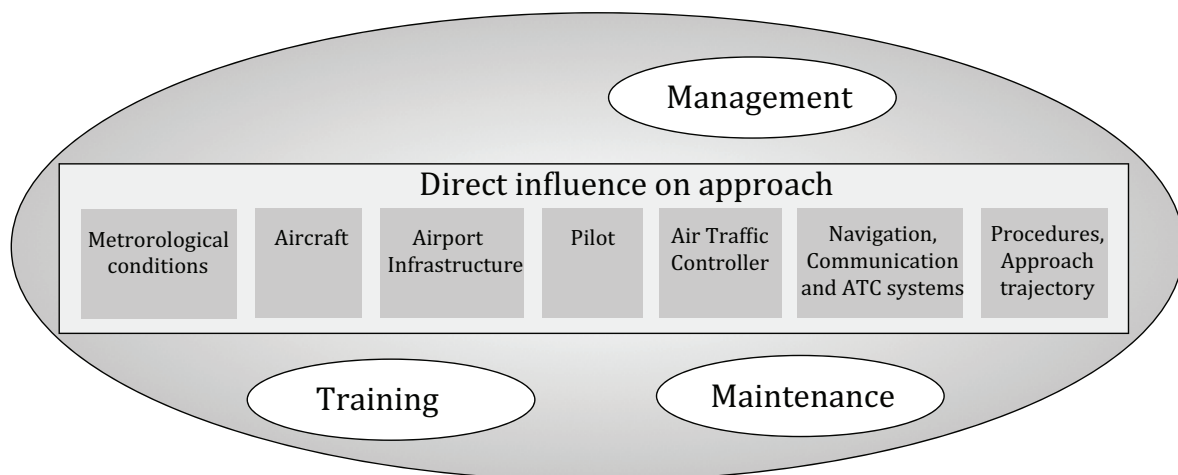 Management
Direct influence on approach
Metrorological
conditions
Aircraft
Airport
Infrastructure
Pilot
Air Traffic
Controller
Navigation,
Communication
and ATC systems
Procedures,
Approach
trajectory
Training
Maintenance